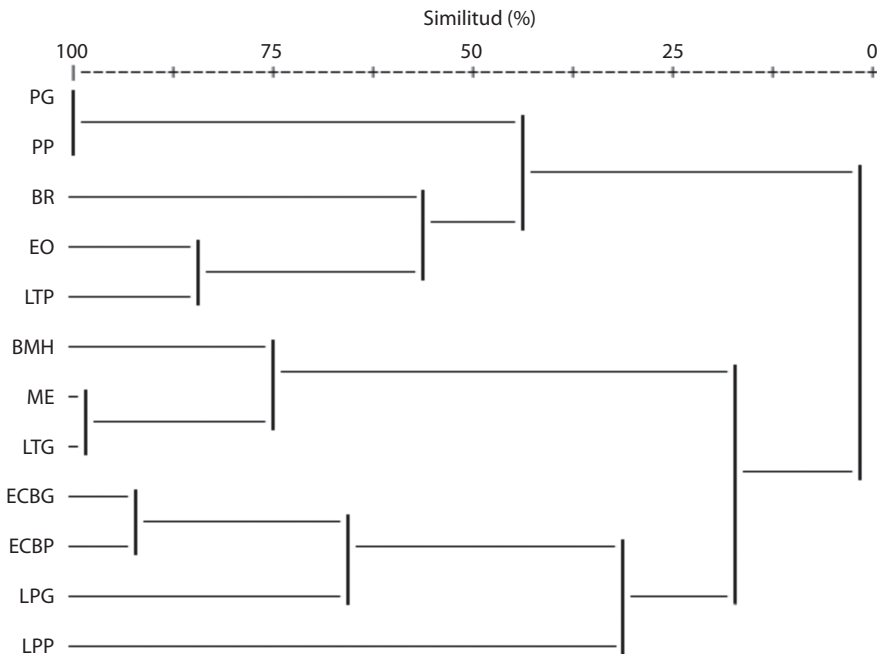 Similitud (%)
100 75 50 25 0
PG
PP
BR
EO
LTP
BMH
ME
LTG
ECBG
ECBP
LPG
LPP